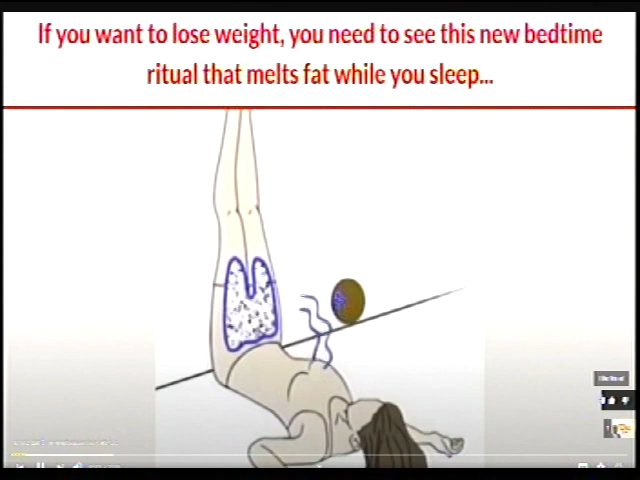 If you want to lose weight, you need to see this new bedtime
ritual that melts fat while you sleep...